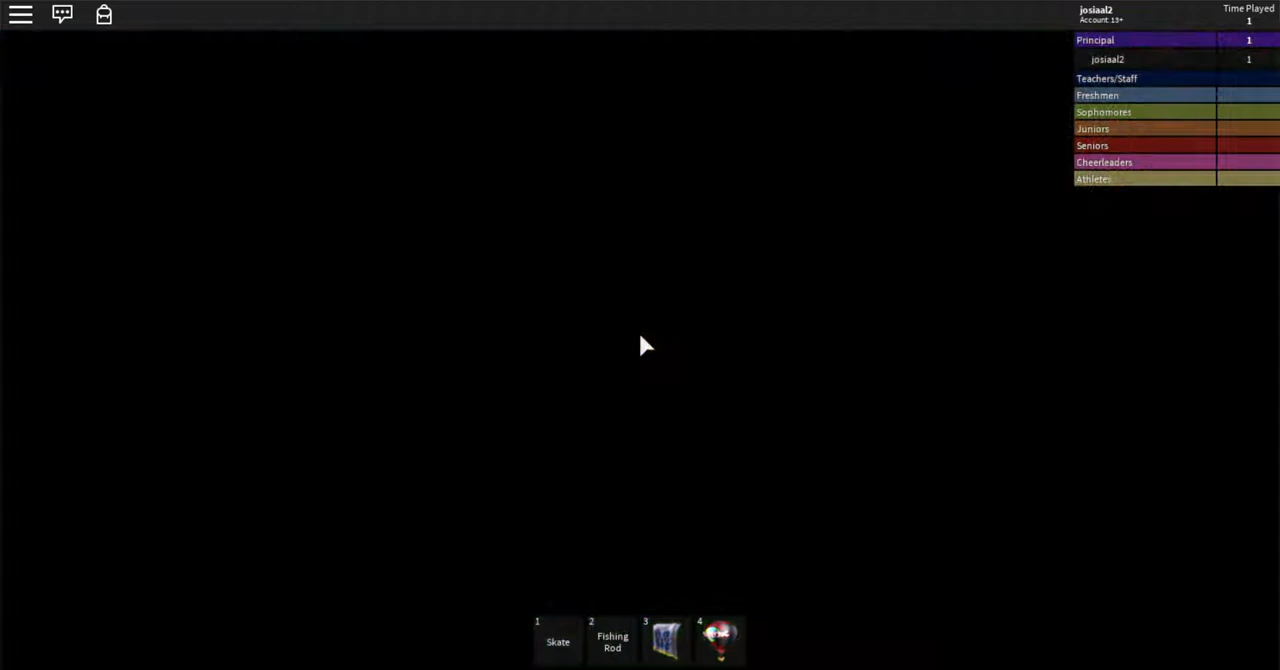 josiaal2
Account: 13+
Time Played
1
Principal 1
josiaal2 1
Teachers/Staff
Freshmen
Sophomores
Juniors
Seniors
Cheerleaders
Athletes
1 Skate
2 Fishing Rod
3
4